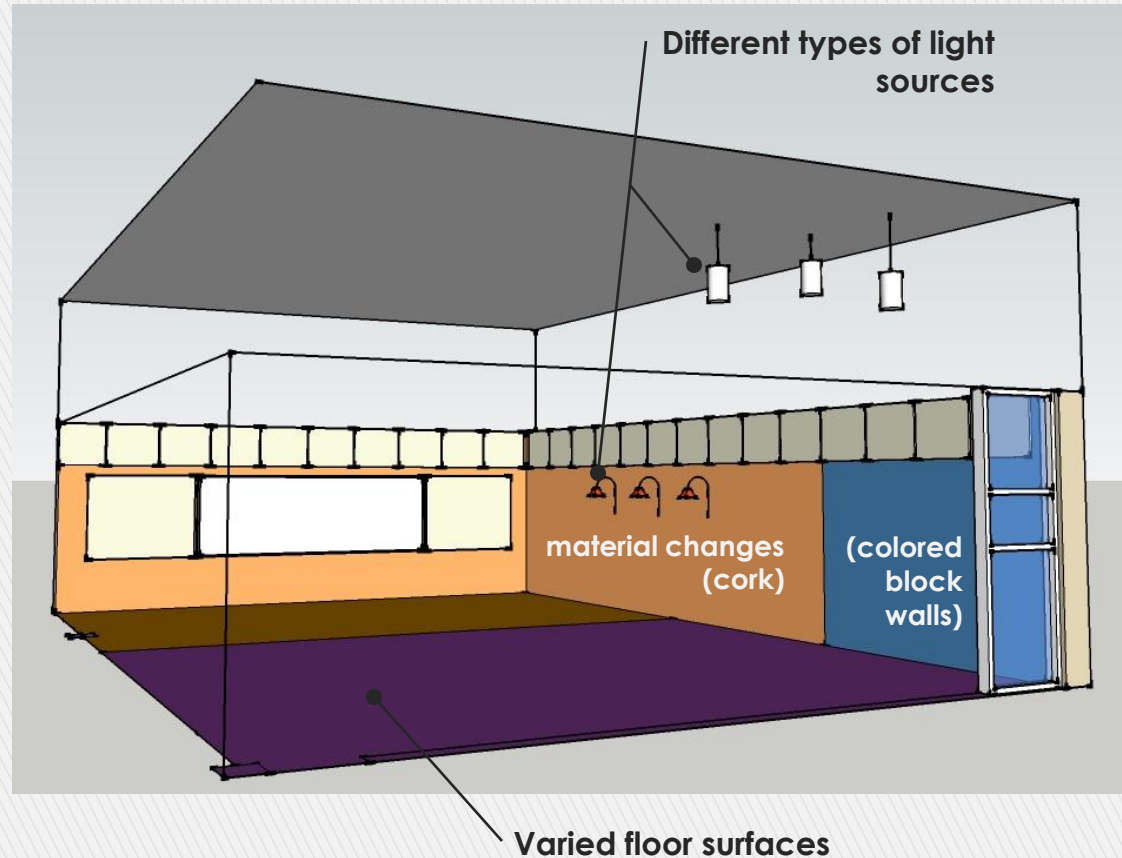 Different types of light
sources
material changes
(cork)
(colored
block
walls)
Varied floor surfaces